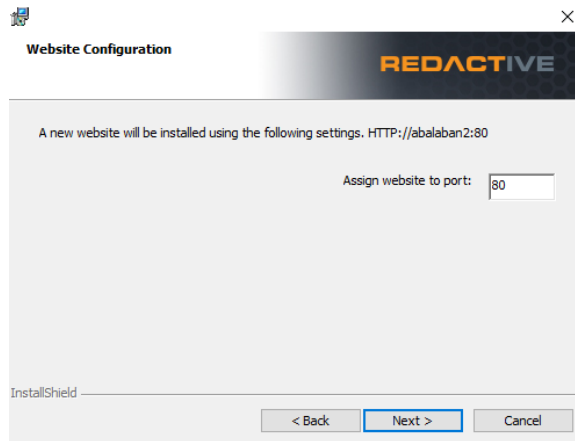 Website Configuration
REDACTIVE
A new website will be installed using the following settings. HTTP://abalaban2:80
Assign website to port: 80
InstallShield
< Back Next > Cancel